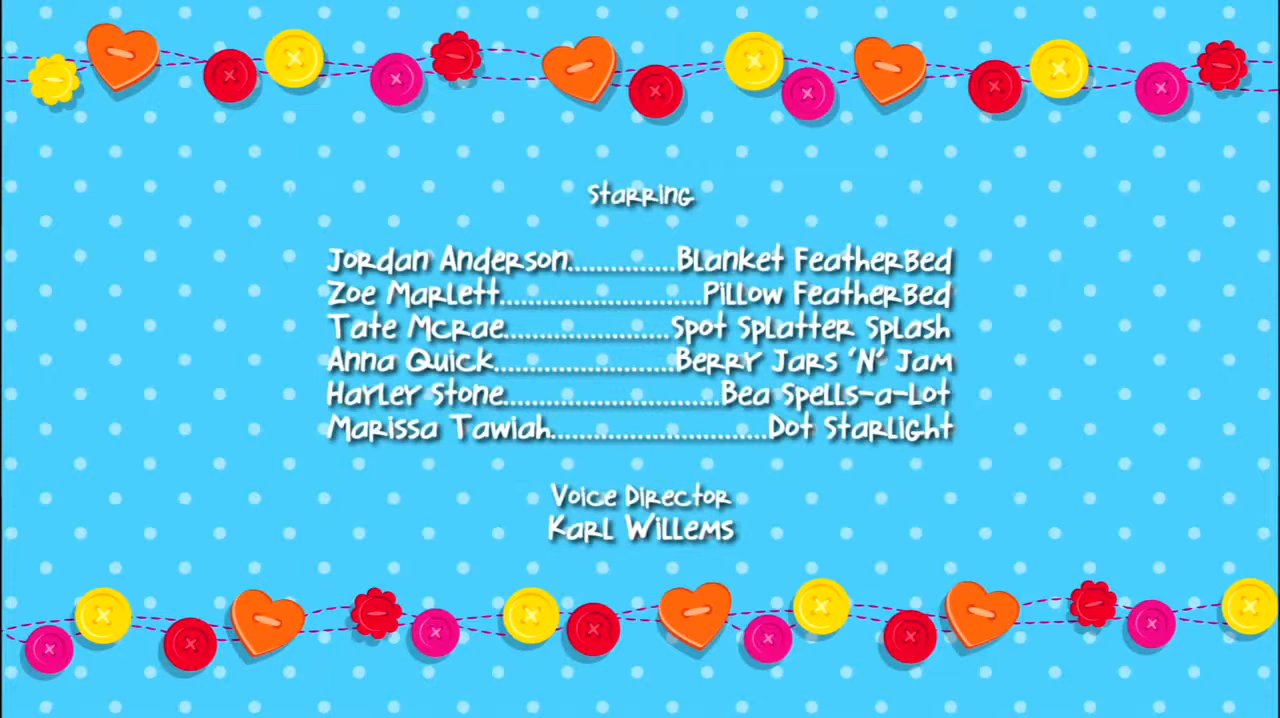 Starring
Jordan Anderson..............Blanket Featherbed
Zoe Marlett..........................Pillow Featherbed
Tate McRae.....................Spot Splatter Splash
Anna Quick.......................Berry Jars 'N' Jam
Harley Stone............................Bea Spells-a-Lot
Marissa Tawiah............................Dot Starlight
Voice Director
Karl Willems